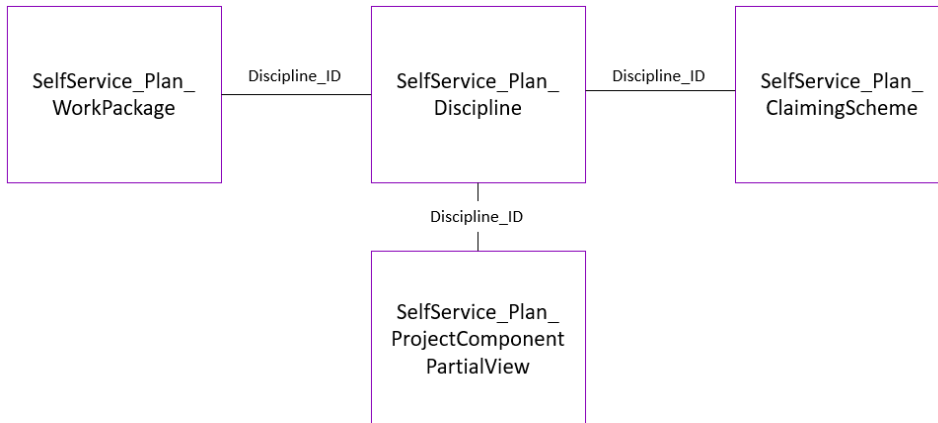 SelfService_Plan_
WorkPackage
Discipline_ID
SelfService_Plan_
Discipline
Discipline_ID
SelfService_Plan_
ClaimingScheme
Discipline_ID
SelfService_Plan_
ProjectComponent
PartialView